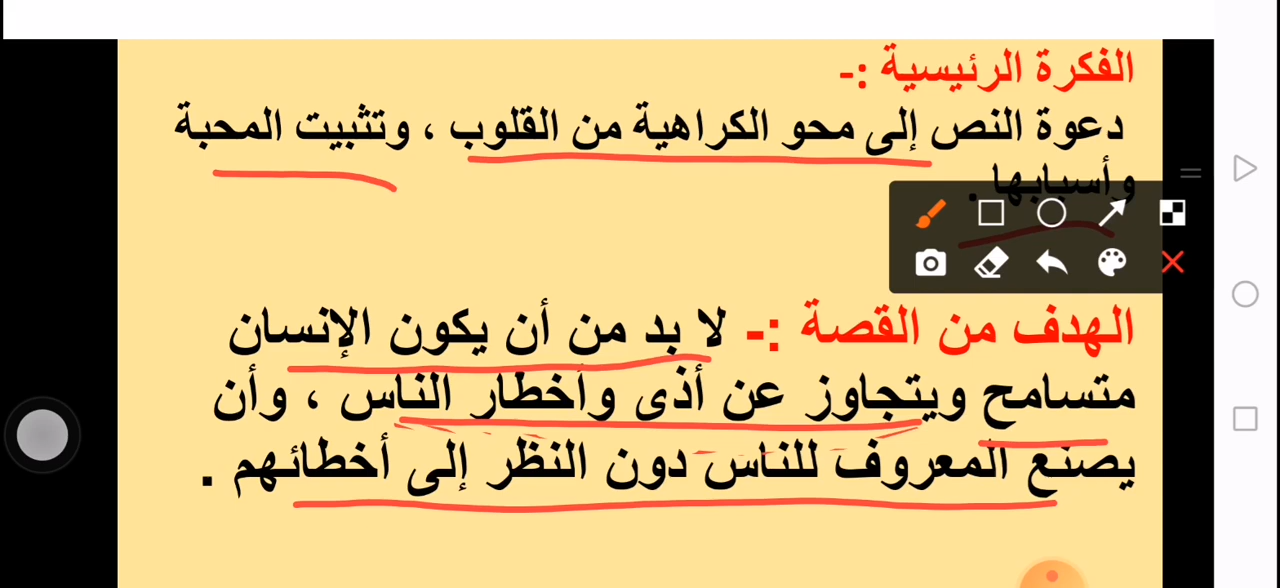 الفكرة الرئيسية :-
دعوة النص إلى محو الكراهية من القلوب ، وتثبيت المحبة
وأسبابها .
الهدف من القصة :- لا بد من أن يكون الإنسان
متسامح ويتجاوز عن أذى وأخطار الناس ، وأن
يصنع المعروف للناس دون النظر إلى أخطائهم .